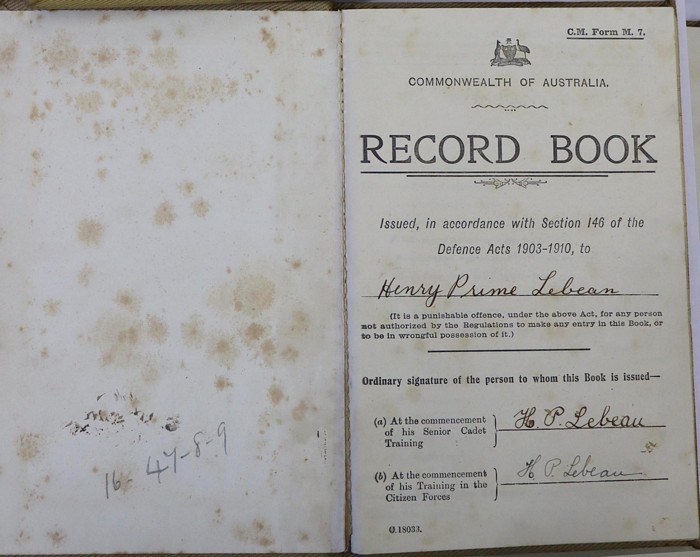 16- 47-8-9
C.M. Form M. 7.
COMMONWEALTH OF AUSTRALIA.
RECORD BOOK
Issued, in accordance with Section 146 of the
Defence Acts 1903-1910, to
Henry Prime Lebeau
(It is a punishable offence, under the above Act, for any person
not authorized by the Regulations to make any entry in this Book, or
to be in wrongful possession of it.)
Ordinary signature of the person to whom this Book is issued—
(a) At the commencement
of his Senior Cadet
Training
H. P. Lebeau
(b) At the commencement
of his Training in the
Citizen Forces
H. P. Lebeau
C.18033.